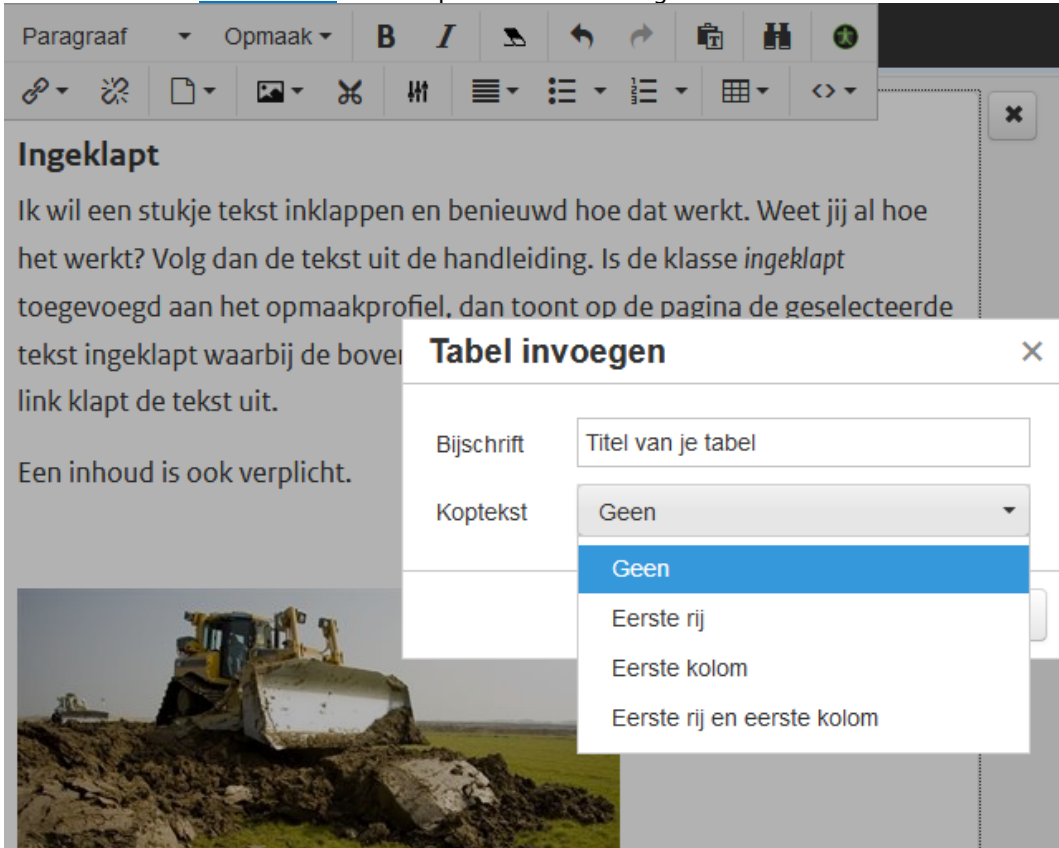 Paragraaf Opmaak B I
Ingeklapt
Ik wil een stukje tekst inklappen en benieuwd hoe dat werkt. Weet jij al hoe
het werkt? Volg dan de tekst uit de handleiding. Is de klasse ingeklapt
toegevoegd aan het opmaakprofiel, dan toont op de pagina de geselecteerde
tekst ingeklapt waarbij de
link klapt de tekst uit.
Een inhoud is ook verplicht.
Tabel invoegen ×
Bijschrift Titel van je tabel
Koptekst Geen
Geen
Eerste rij
Eerste kolom
Eerste rij en eerste kolom